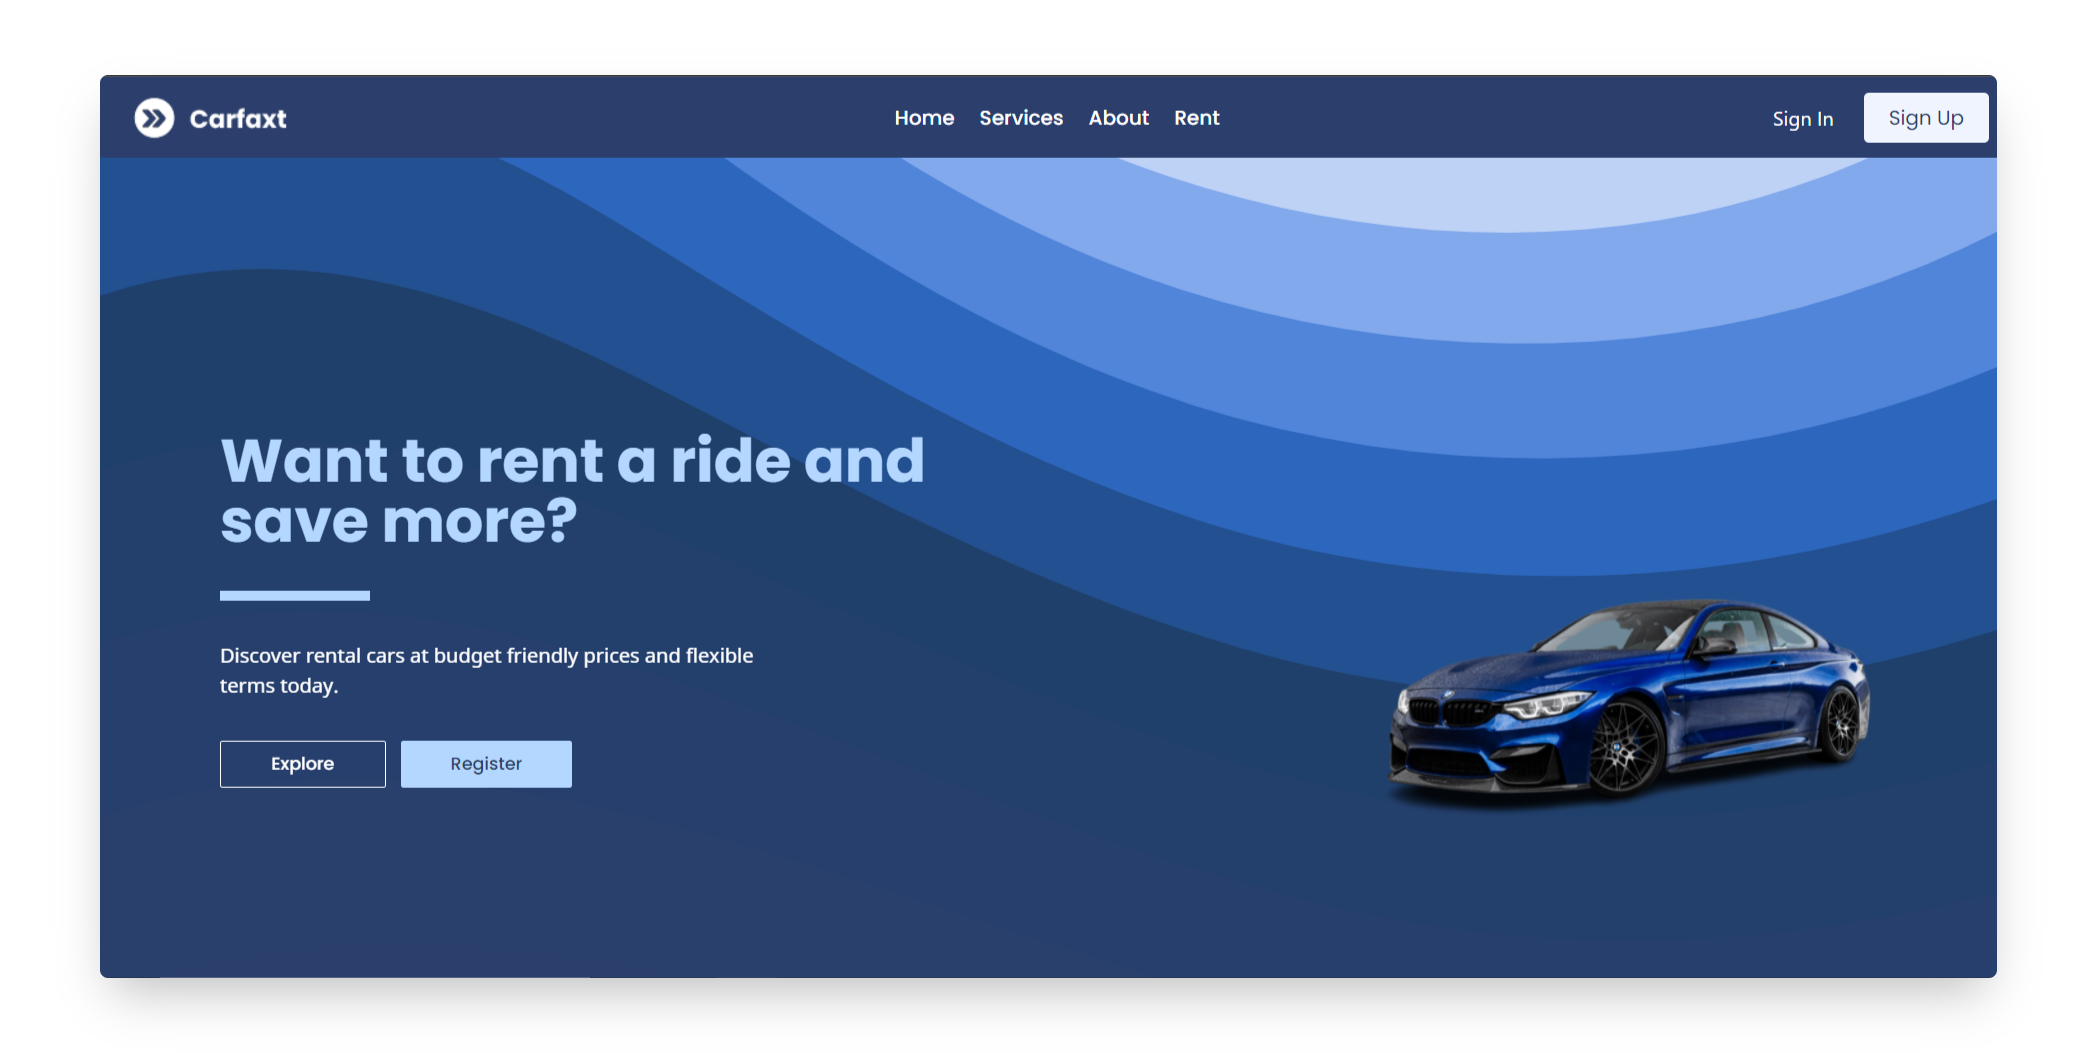 Carfaxt
Home Services About Rent
Sign In
Sign Up
Want to rent a ride and
save more?
Discover rental cars at budget friendly prices and flexible
terms today.
Explore
Register